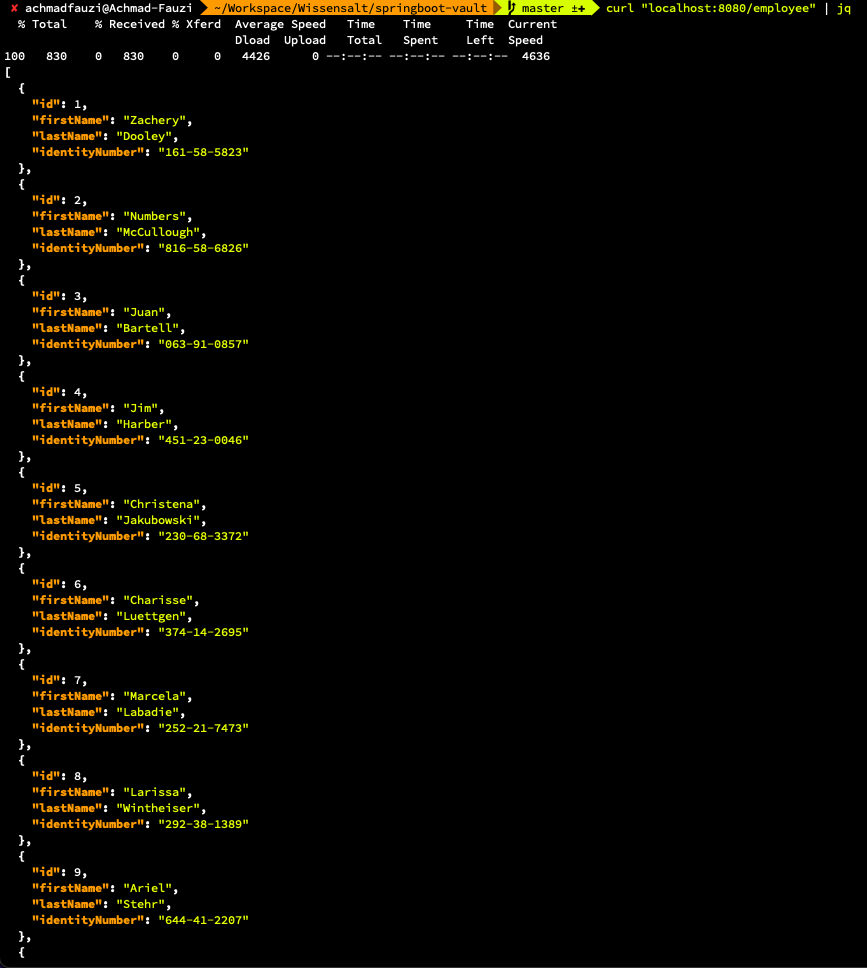 ✘ achmadfauzi@Achmad-Fauzi ~/Workspace/Wissensalt/springboot-vault master ±✚ curl "localhost:8080/employee" | jq
  % Total    % Received % Xferd  Average Speed   Time    Time     Time  Current
                                 Dload  Upload   Total   Spent    Left  Speed
100   830    0   830    0     0   4426      0 --:--:-- --:--:-- --:--:--  4636
[
  {
    "id": 1,
    "firstName": "Zachery",
    "lastName": "Dooley",
    "identityNumber": "161-58-5823"
  },
  {
    "id": 2,
    "firstName": "Numbers",
    "lastName": "McCullough",
    "identityNumber": "816-58-6826"
  },
  {
    "id": 3,
    "firstName": "Juan",
    "lastName": "Bartell",
    "identityNumber": "063-91-0857"
  },
  {
    "id": 4,
    "firstName": "Jim",
    "lastName": "Harber",
    "identityNumber": "451-23-0046"
  },
  {
    "id": 5,
    "firstName": "Christena",
    "lastName": "Jakubowski",
    "identityNumber": "230-68-3372"
  },
  {
    "id": 6,
    "firstName": "Charisse",
    "lastName": "Luettgen",
    "identityNumber": "374-14-2695"
  },
  {
    "id": 7,
    "firstName": "Marcela",
    "lastName": "Labadie",
    "identityNumber": "252-21-7473"
  },
  {
    "id": 8,
    "firstName": "Larissa",
    "lastName": "Wintheiser",
    "identityNumber": "292-38-1389"
  },
  {
    "id": 9,
    "firstName": "Ariel",
    "lastName": "Stehr",
    "identityNumber": "644-41-2207"
  },
  {